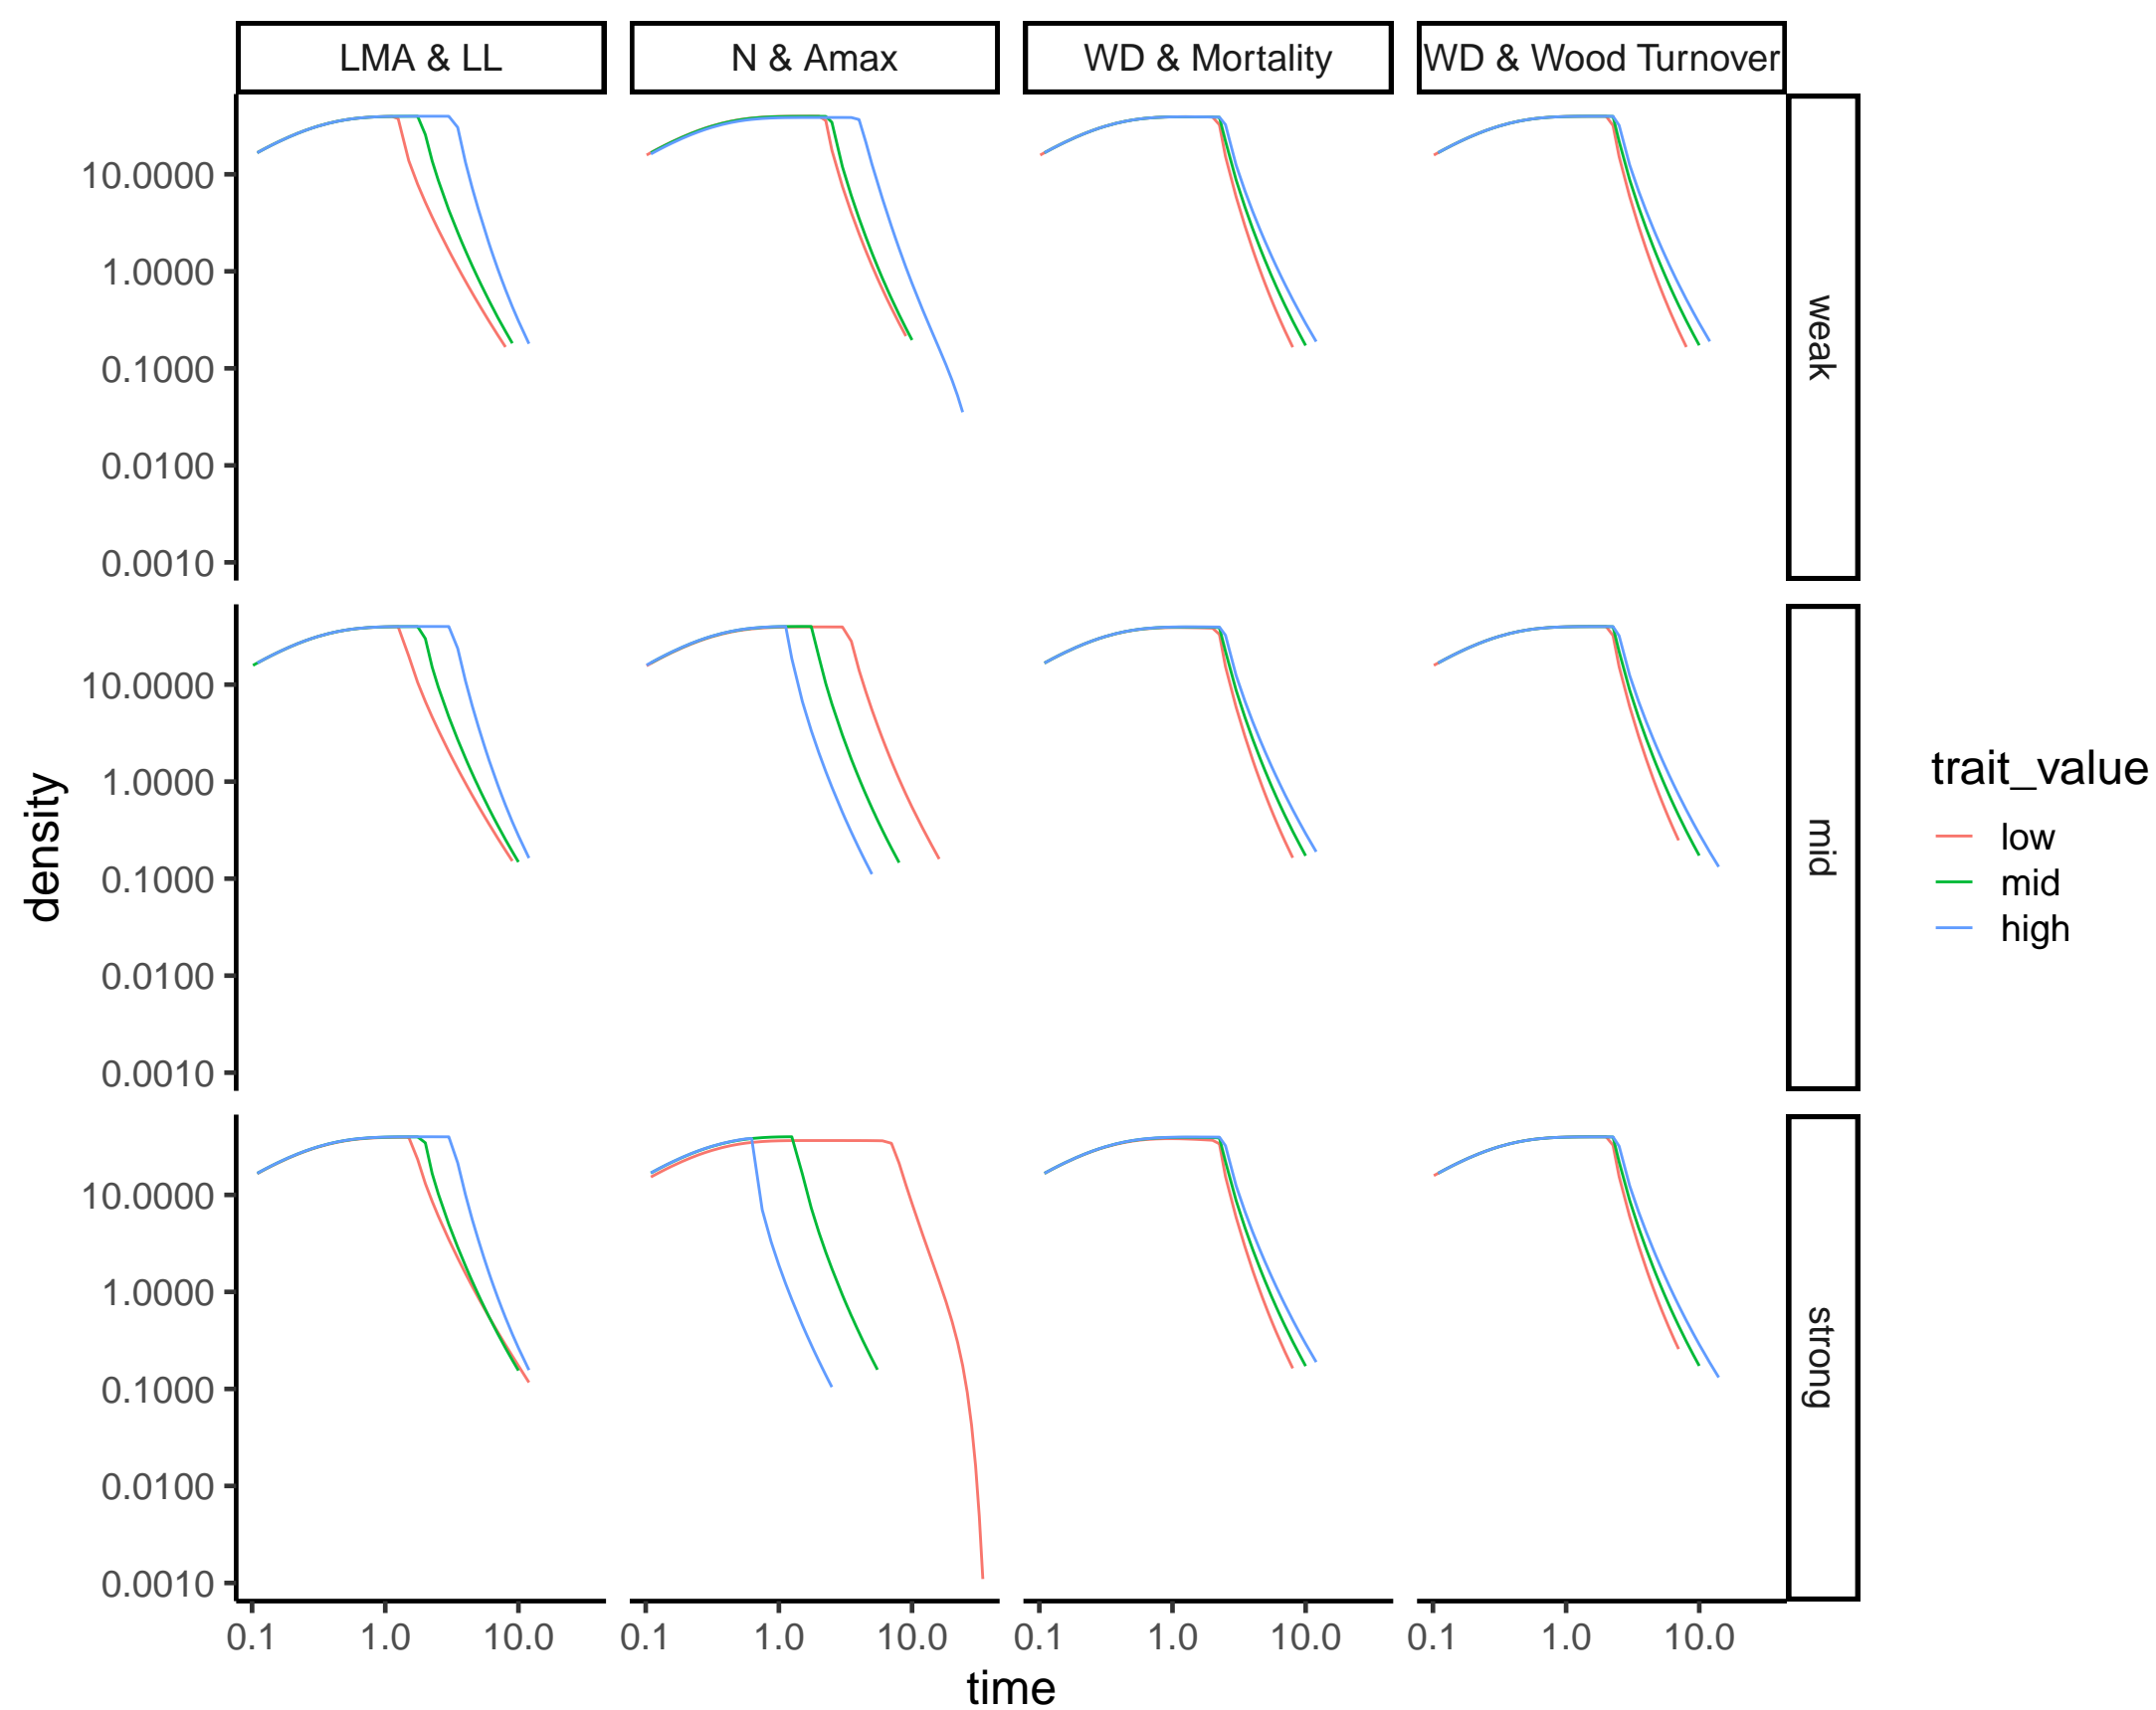 LMA & LL
N & Amax
WD & Mortality
WD & Wood Turnover
10.0000
1.0000
0.1000
0.0100
0.0010
weak
10.0000
1.0000
0.1000
0.0100
0.0010
mid
10.0000
1.0000
0.1000
0.0100
0.0010
strong
density
0.1 1.0 10.0
0.1 1.0 10.0
0.1 1.0 10.0
0.1 1.0 10.0
time
trait_value
low
mid
high